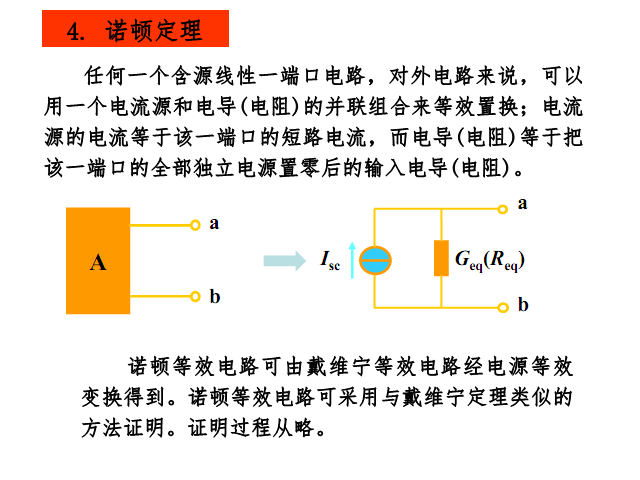 4. 诺顿定理
任何一个含源线性一端口电路，对外电路来说，可以
用一个电流源和电导(电阻)的并联组合来等效置换；电流
源的电流等于该一端口的短路电流，而电导(电阻)等于把
该一端口的全部独立电源置零后的输入电导(电阻)。
a
A
b
a
Isc
Geq(Req)
b
诺顿等效电路可由戴维宁等效电路经电源等效
变换得到。诺顿等效电路可采用与戴维宁定理类似的
方法证明。证明过程从略。